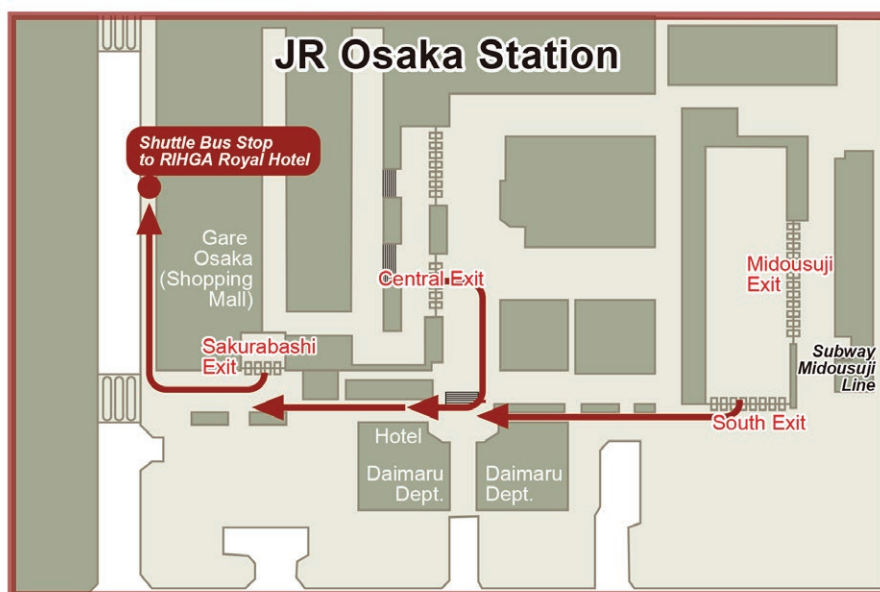 JR Osaka Station
Shuttle Bus Stop
to RIHGA Royal Hotel
Gare
Osaka
(Shopping
Mall)
Central Exit
Midousuji
Exit
Sakurabashi
Exit
Subway
Midousuji
Line
South Exit
Hotel
Daimaru
Dept.
Daimaru
Dept.